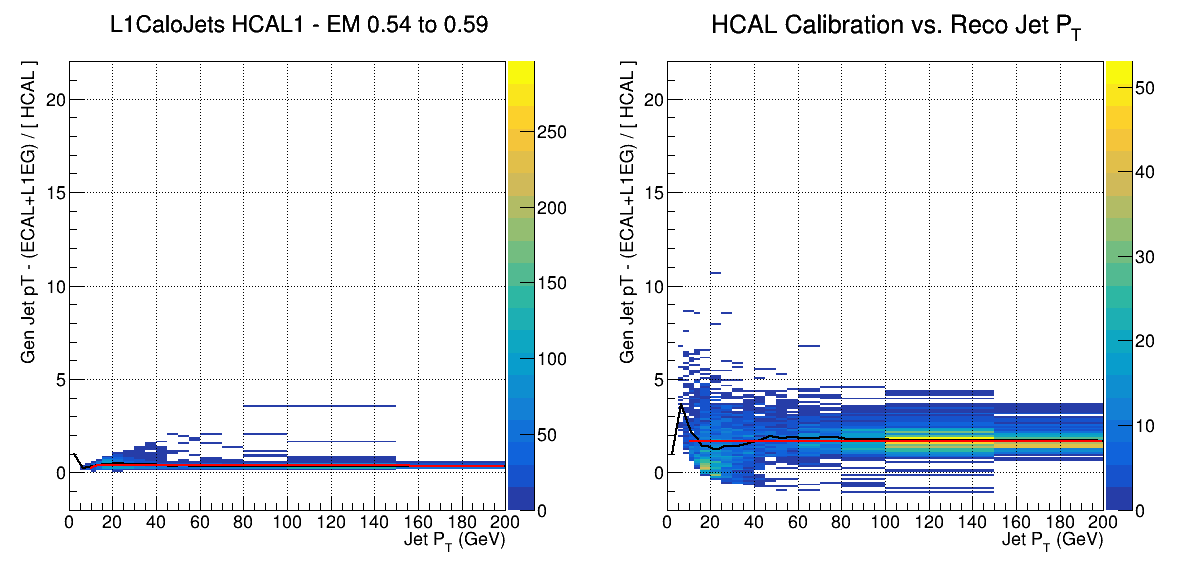 L1CaloJets HCAL1 - EM 0.54 to 0.59
Gen Jet pT - (ECAL+L1EG) / [ HCAL ]
20
15
10
5
0
0 20 40 60 80 100 120 140 160 180 200
Jet P_T (GeV)
250
200
150
100
50
0
HCAL Calibration vs. Reco Jet P_T
Gen Jet pT - (ECAL+L1EG) / [ HCAL ]
20
15
10
5
0
0 20 40 60 80 100 120 140 160 180 200
Jet P_T (GeV)
50
40
30
20
10
0